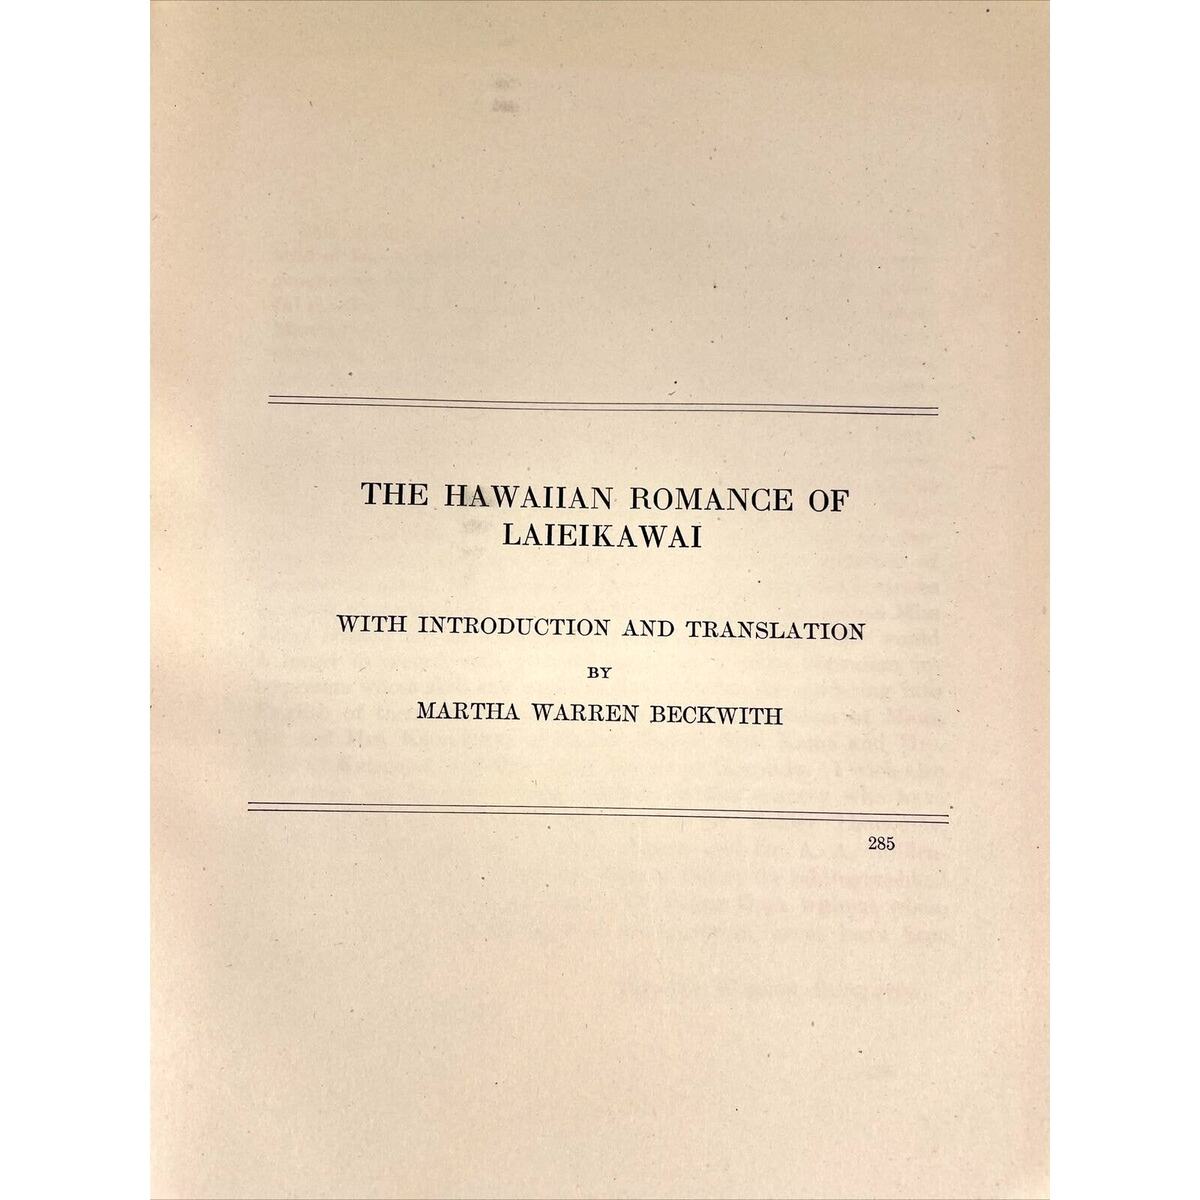 THE HAWAIIAN ROMANCE OF
LAIEIKAWAI
WITH INTRODUCTION AND TRANSLATION
BY
MARTHA WARREN BECKWITH
285